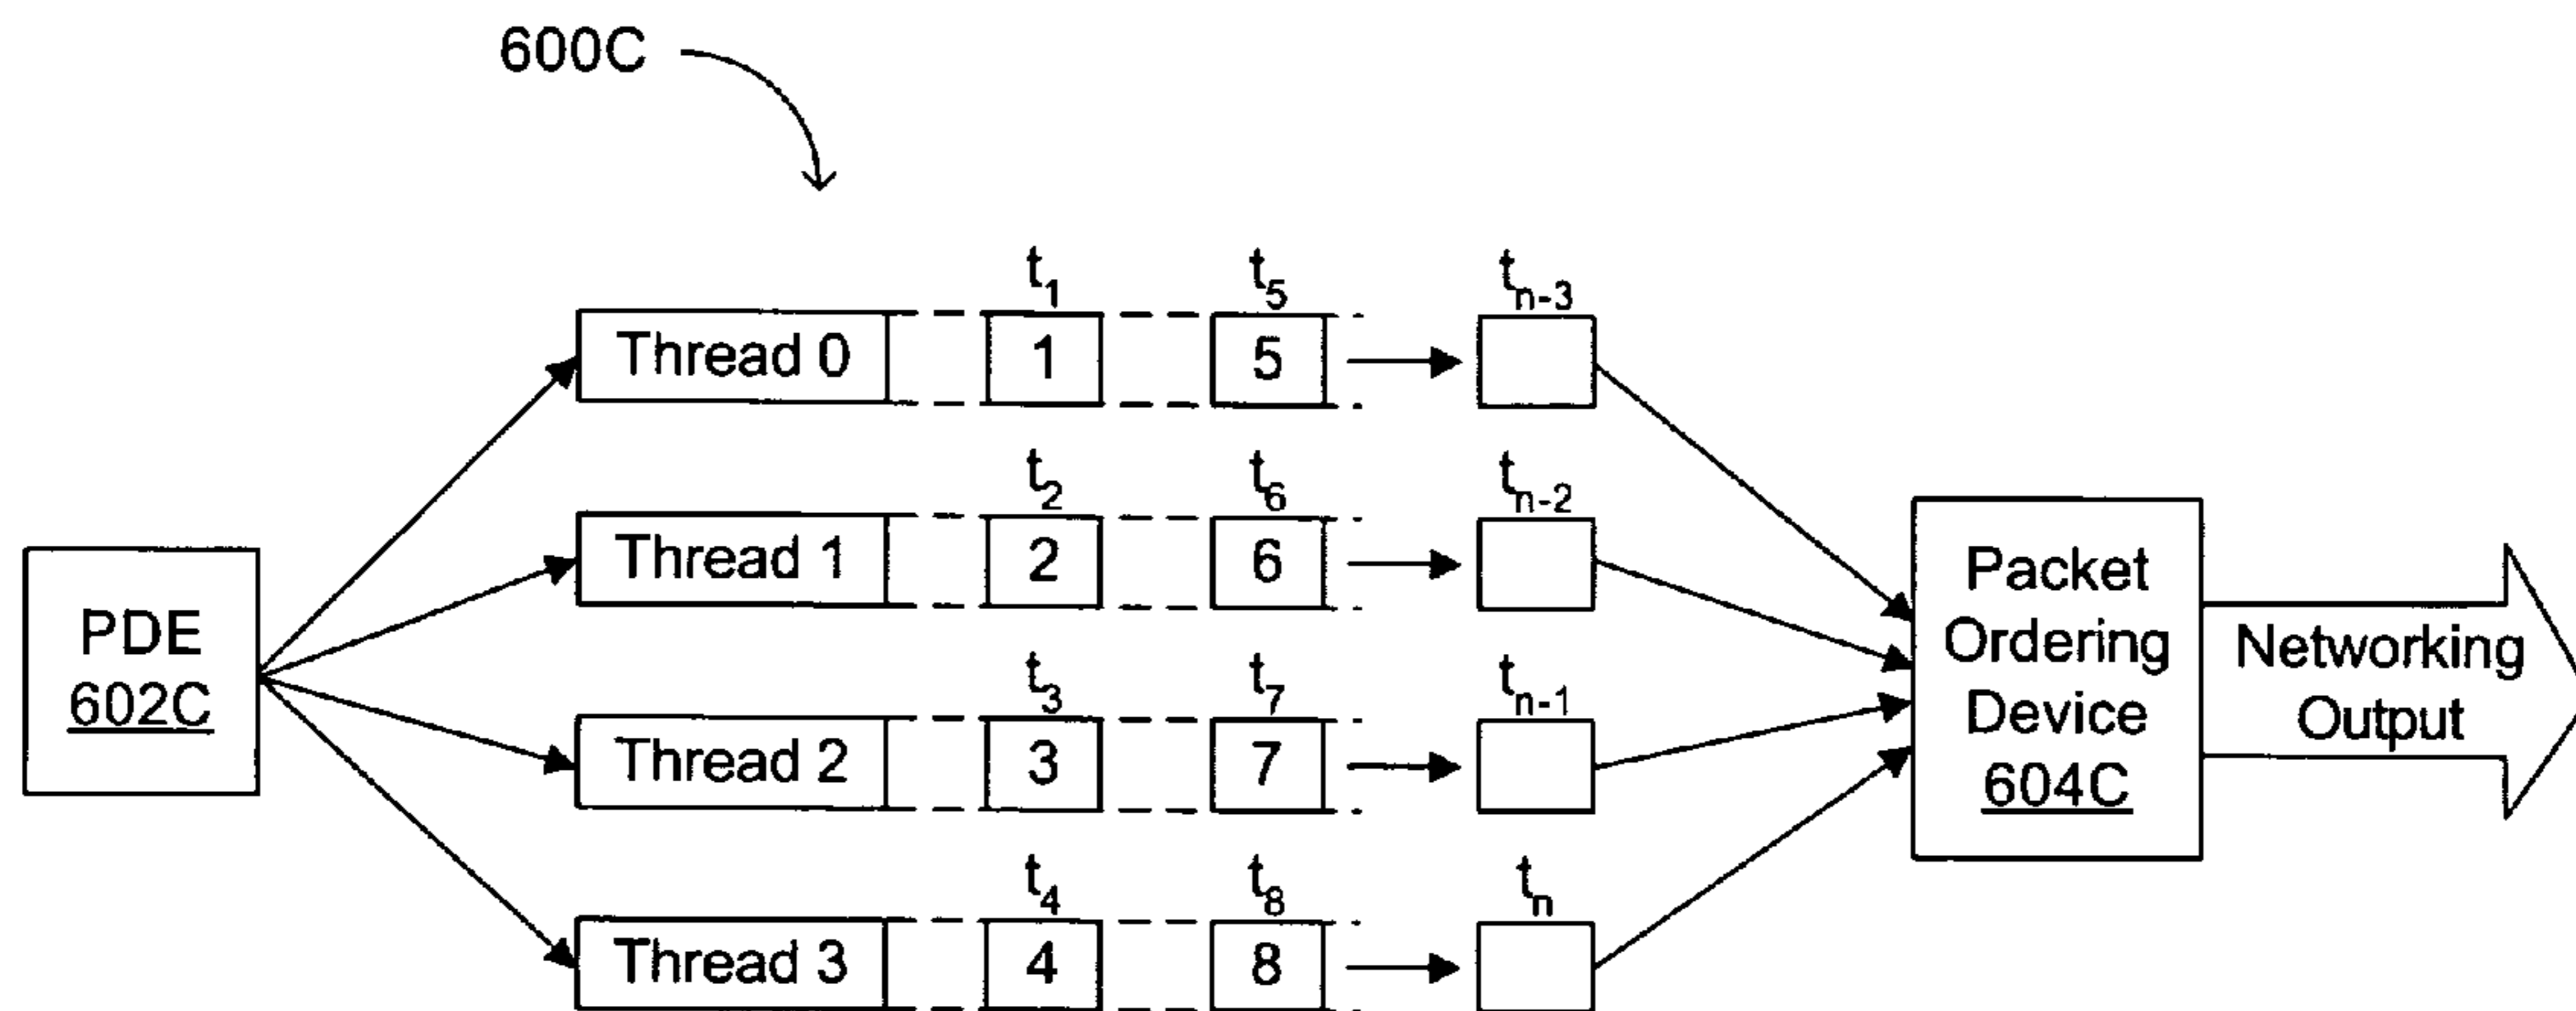 600C
t1 t5 tn-3
Thread 0 1 5
t2 t6 tn-2
Thread 1 2 6
t3 t7 tn-1
Thread 2 3 7
t4 t8 tn
Thread 3 4 8
PDE
602C
Packet
Ordering
Device
604C
Networking
Output